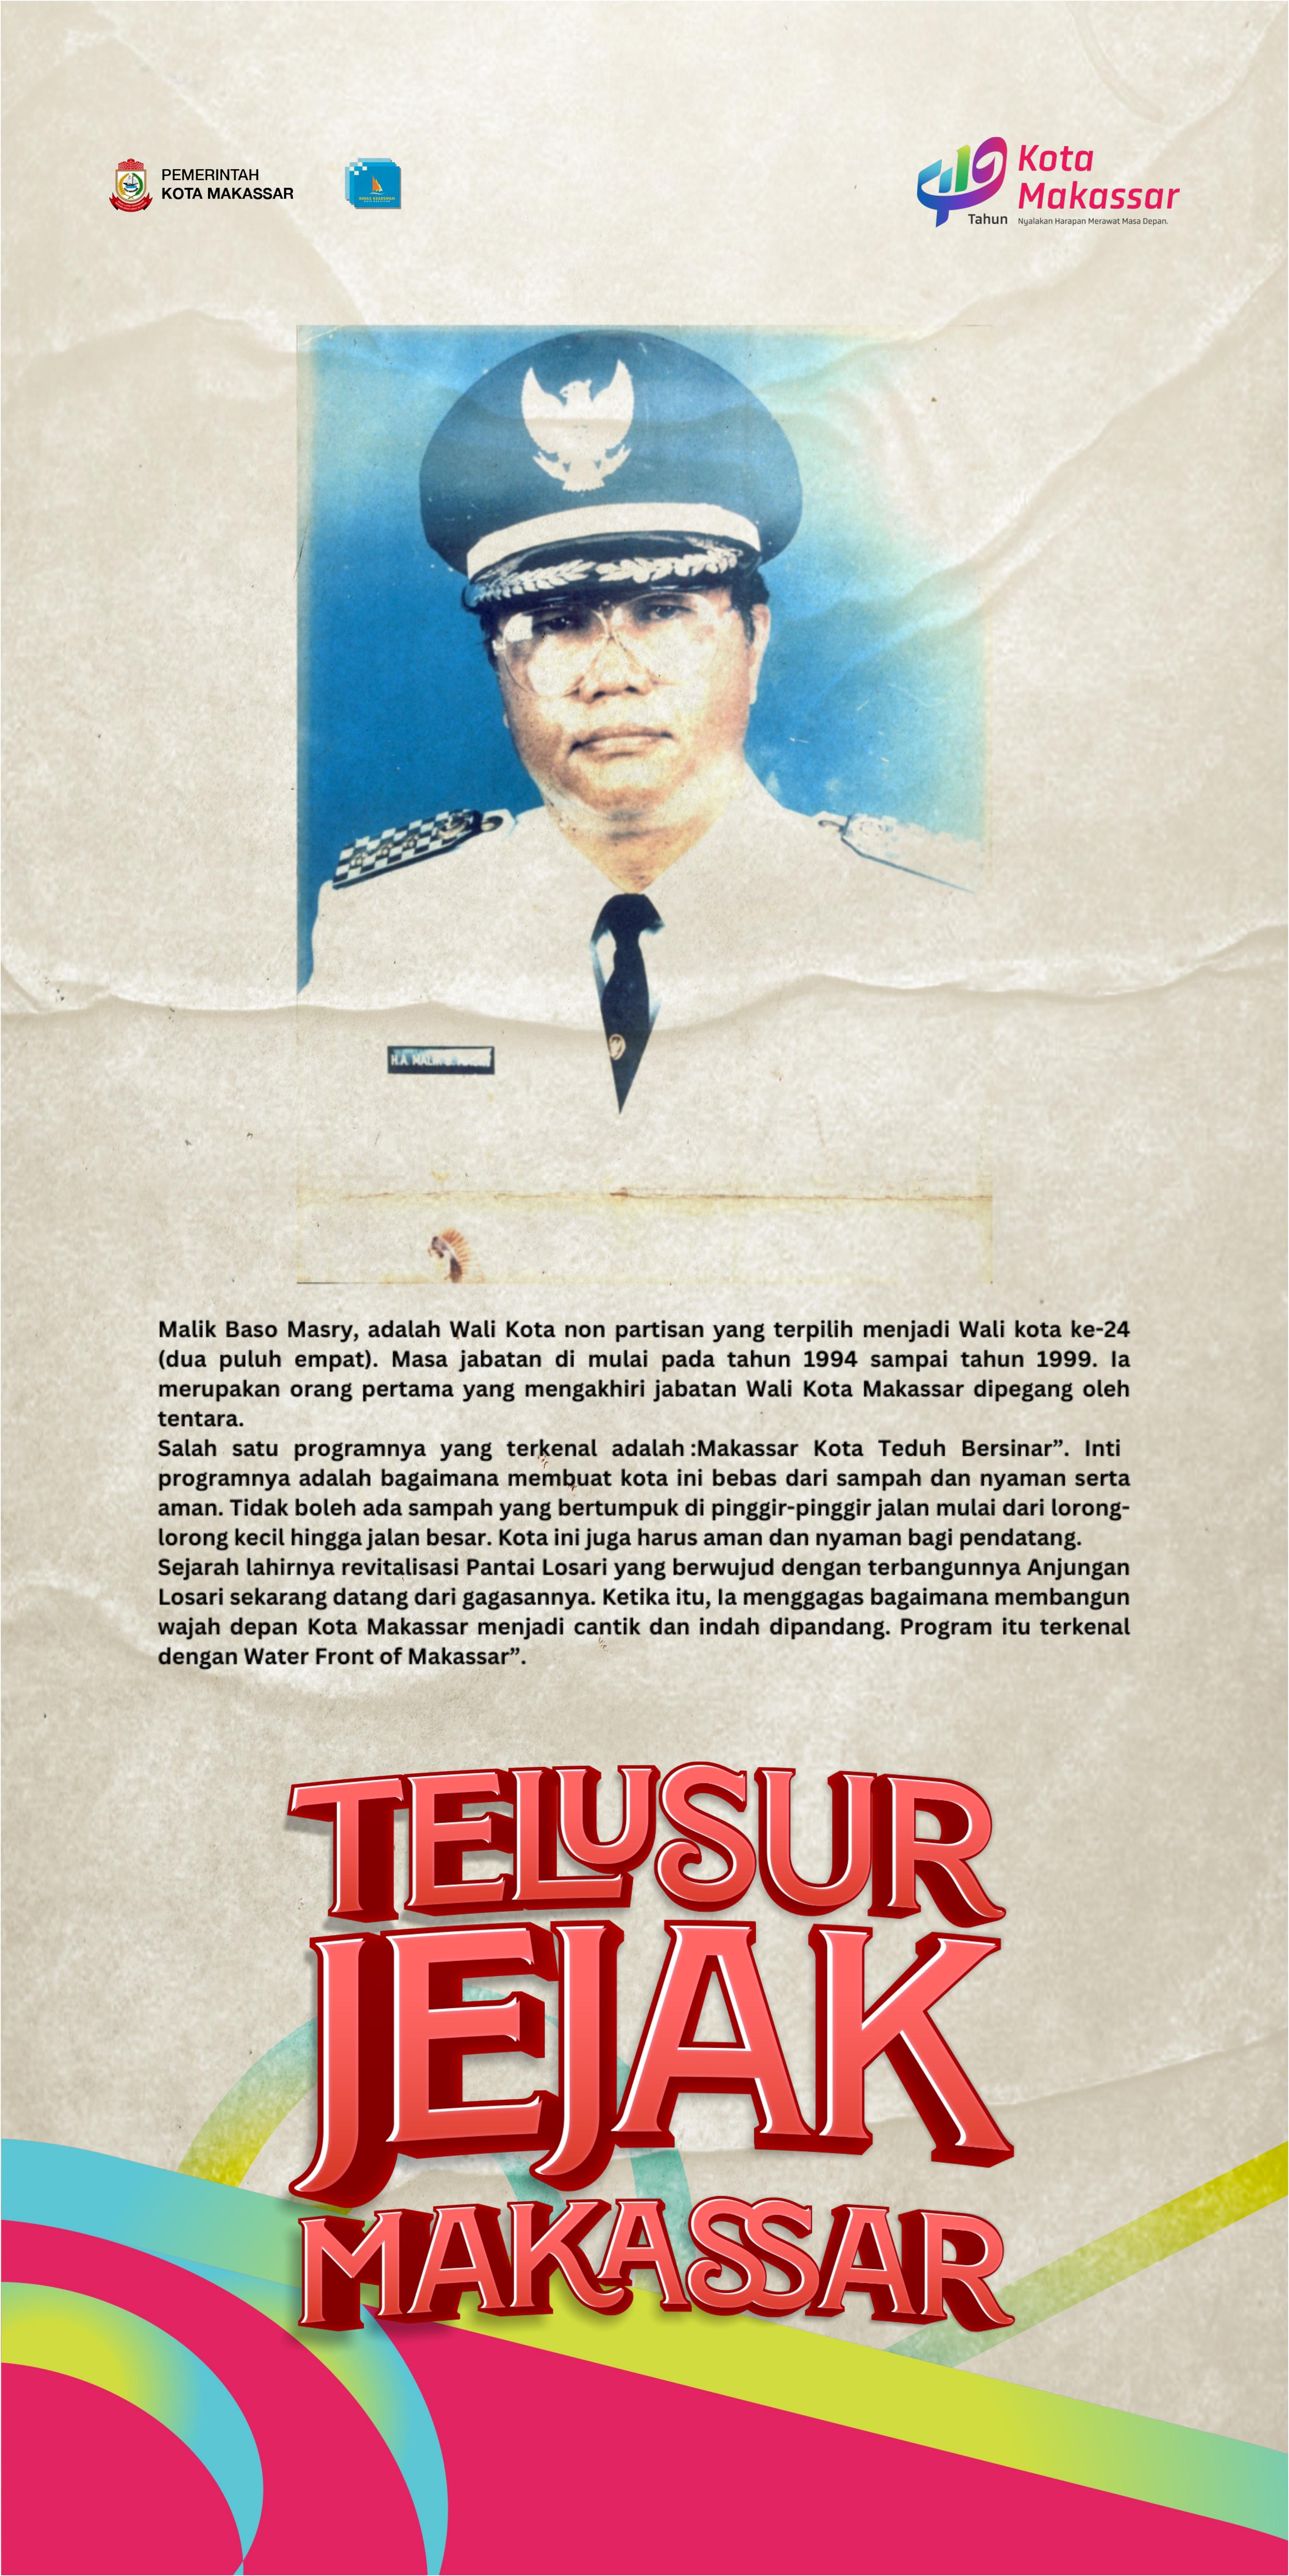 PEMERINTAH
KOTA MAKASSAR
419 Kota
Makassar
Tahun Nyalakan Harapan Merawat Masa Depan.
H.A. MALIK B.
Malik Baso Masry, adalah Wali Kota non partisan yang terpilih menjadi Wali kota ke-24
(dua puluh empat). Masa jabatan di mulai pada tahun 1994 sampai tahun 1999. Ia
merupakan orang pertama yang mengakhiri jabatan Wali Kota Makassar dipegang oleh
tentara.
Salah satu programnya yang terkenal adalah :Makassar Kota Teduh Bersinar”. Inti
programnya adalah bagaimana membuat kota ini bebas dari sampah dan nyaman serta
aman. Tidak boleh ada sampah yang bertumpuk di pinggir-pinggir jalan mulai dari lorong-
lorong kecil hingga jalan besar. Kota ini juga harus aman dan nyaman bagi pendatang.
Sejarah lahirnya revitalisasi Pantai Losari yang berwujud dengan terbangunnya Anjungan
Losari sekarang datang dari gagasannya. Ketika itu, Ia menggagas bagaimana membangun
wajah depan Kota Makassar menjadi cantik dan indah dipandang. Program itu terkenal
dengan Water Front of Makassar”.
TELUSUR
JEJAK
MAKASSAR